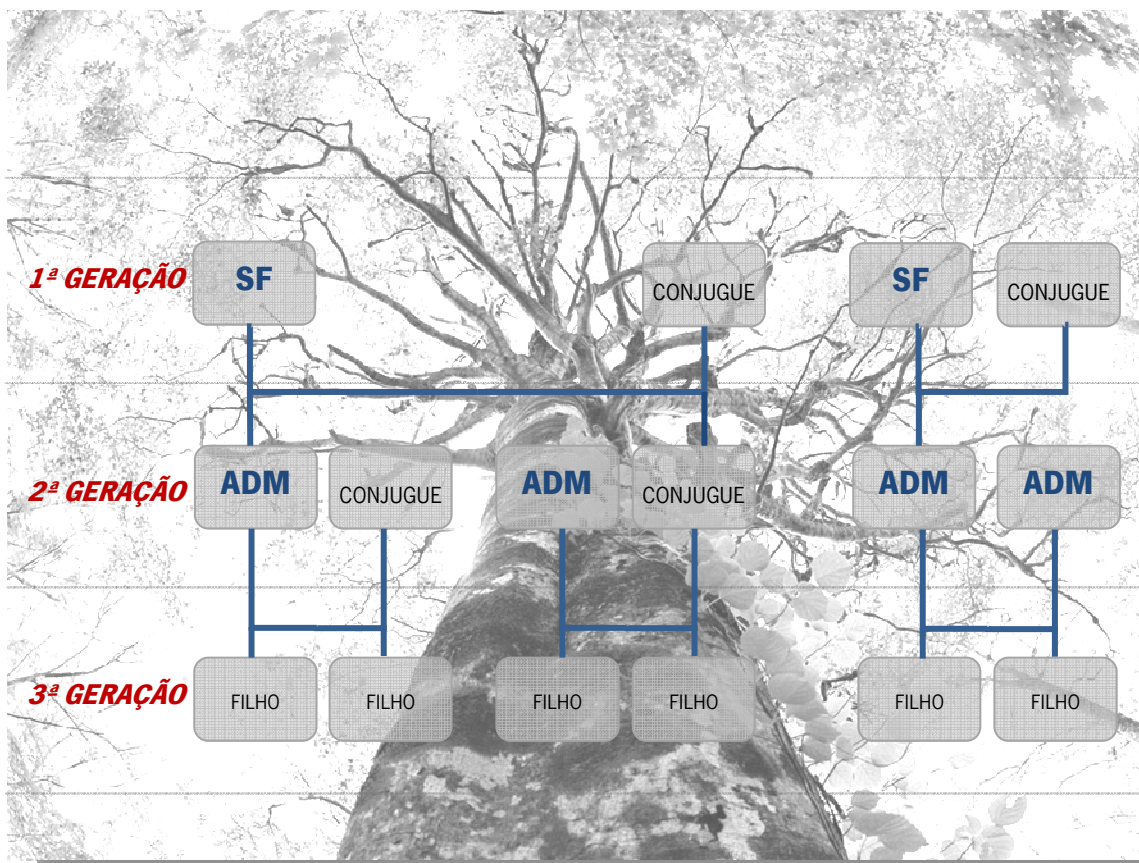 1ª GERAÇÃO SF CONJUGUE SF CONJUGUE
2ª GERAÇÃO ADM CONJUGUE ADM CONJUGUE ADM ADM
3ª GERAÇÃO FILHO FILHO FILHO FILHO FILHO FILHO